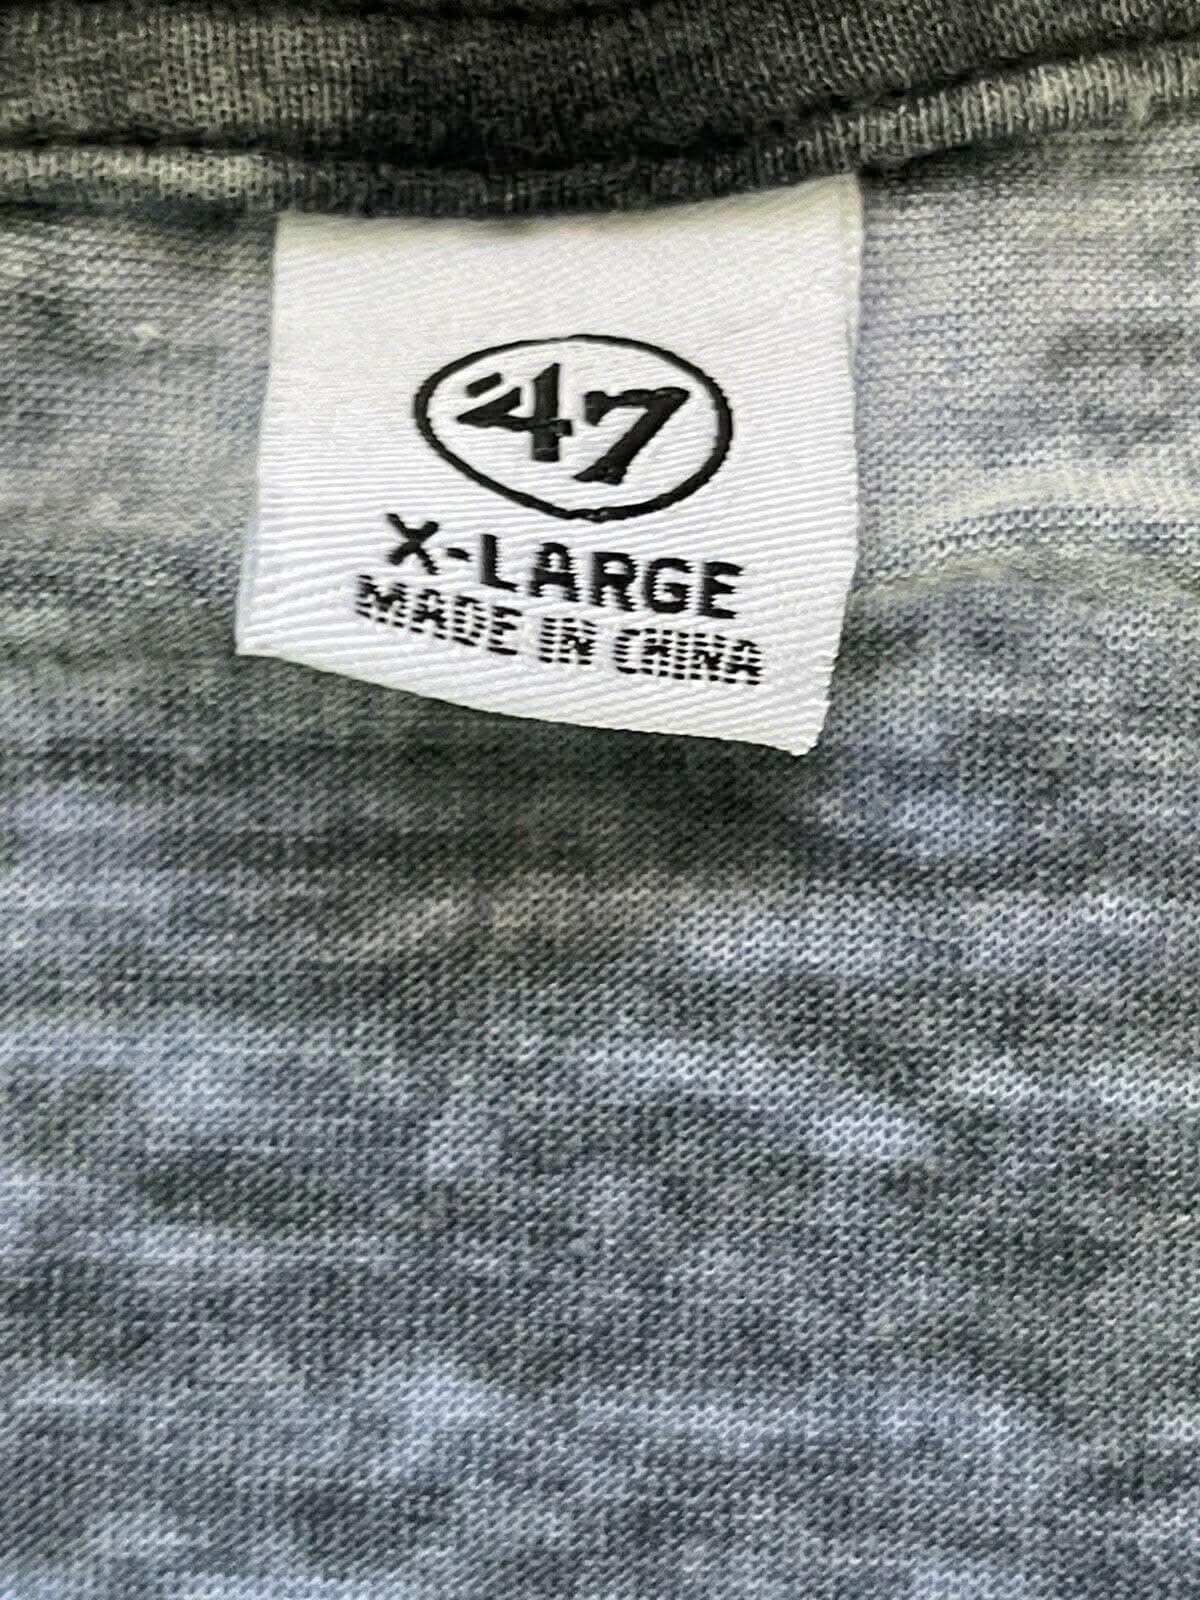 '47
X-LARGE
MADE IN CHINA